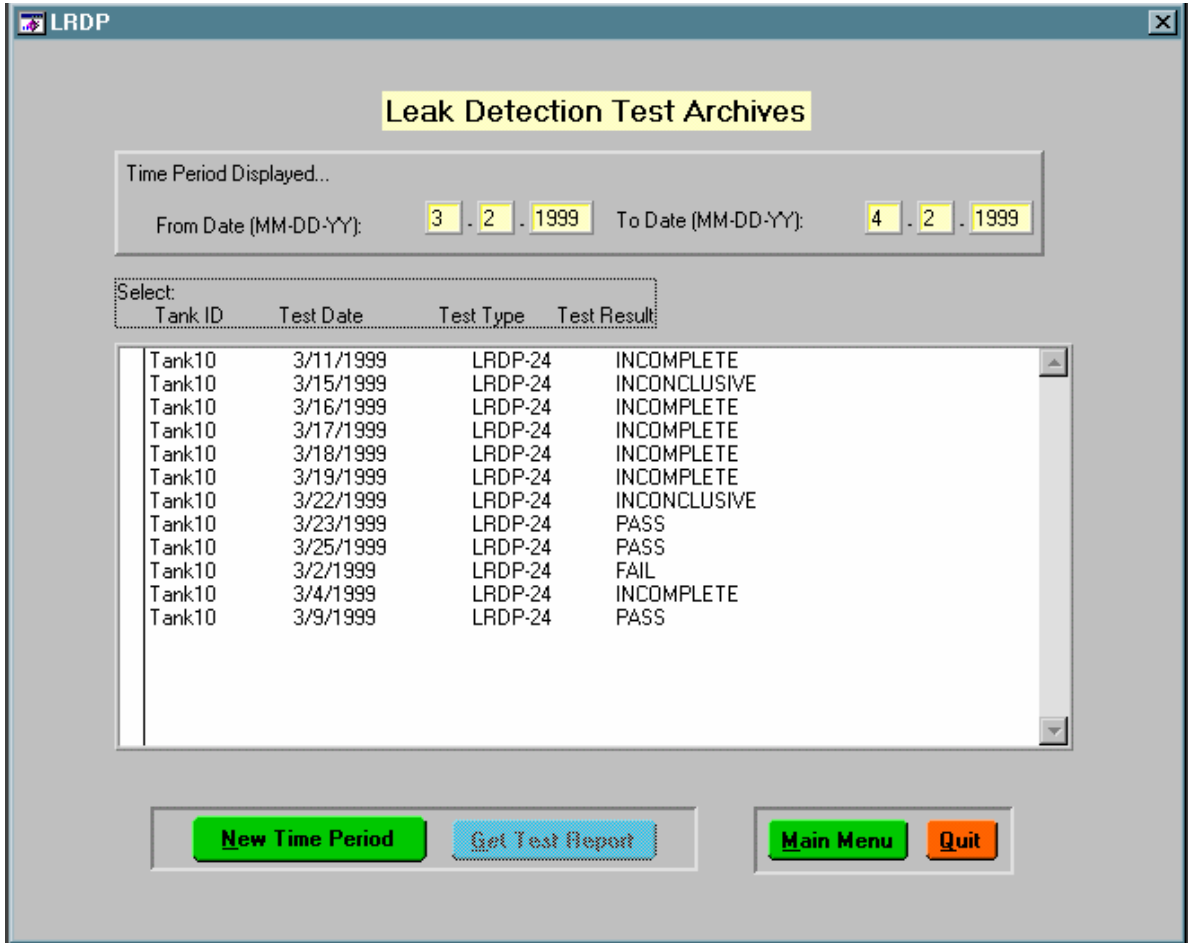 LRDP
Leak Detection Test Archives
Time Period Displayed...
From Date (MM-DD-YY): 3 . 2 . 1999 To Date (MM-DD-YY): 4 . 2 . 1999
Select:
Tank ID Test Date Test Type Test Result
Tank10 3/11/1999 LRDP-24 INCOMPLETE
Tank10 3/15/1999 LRDP-24 INCONCLUSIVE
Tank10 3/16/1999 LRDP-24 INCOMPLETE
Tank10 3/17/1999 LRDP-24 INCOMPLETE
Tank10 3/18/1999 LRDP-24 INCOMPLETE
Tank10 3/19/1999 LRDP-24 INCOMPLETE
Tank10 3/22/1999 LRDP-24 INCONCLUSIVE
Tank10 3/23/1999 LRDP-24 PASS
Tank10 3/25/1999 LRDP-24 PASS
Tank10 3/2/1999 LRDP-24 FAIL
Tank10 3/4/1999 LRDP-24 INCOMPLETE
Tank10 3/9/1999 LRDP-24 PASS
New Time Period Get Test Report Main Menu Quit